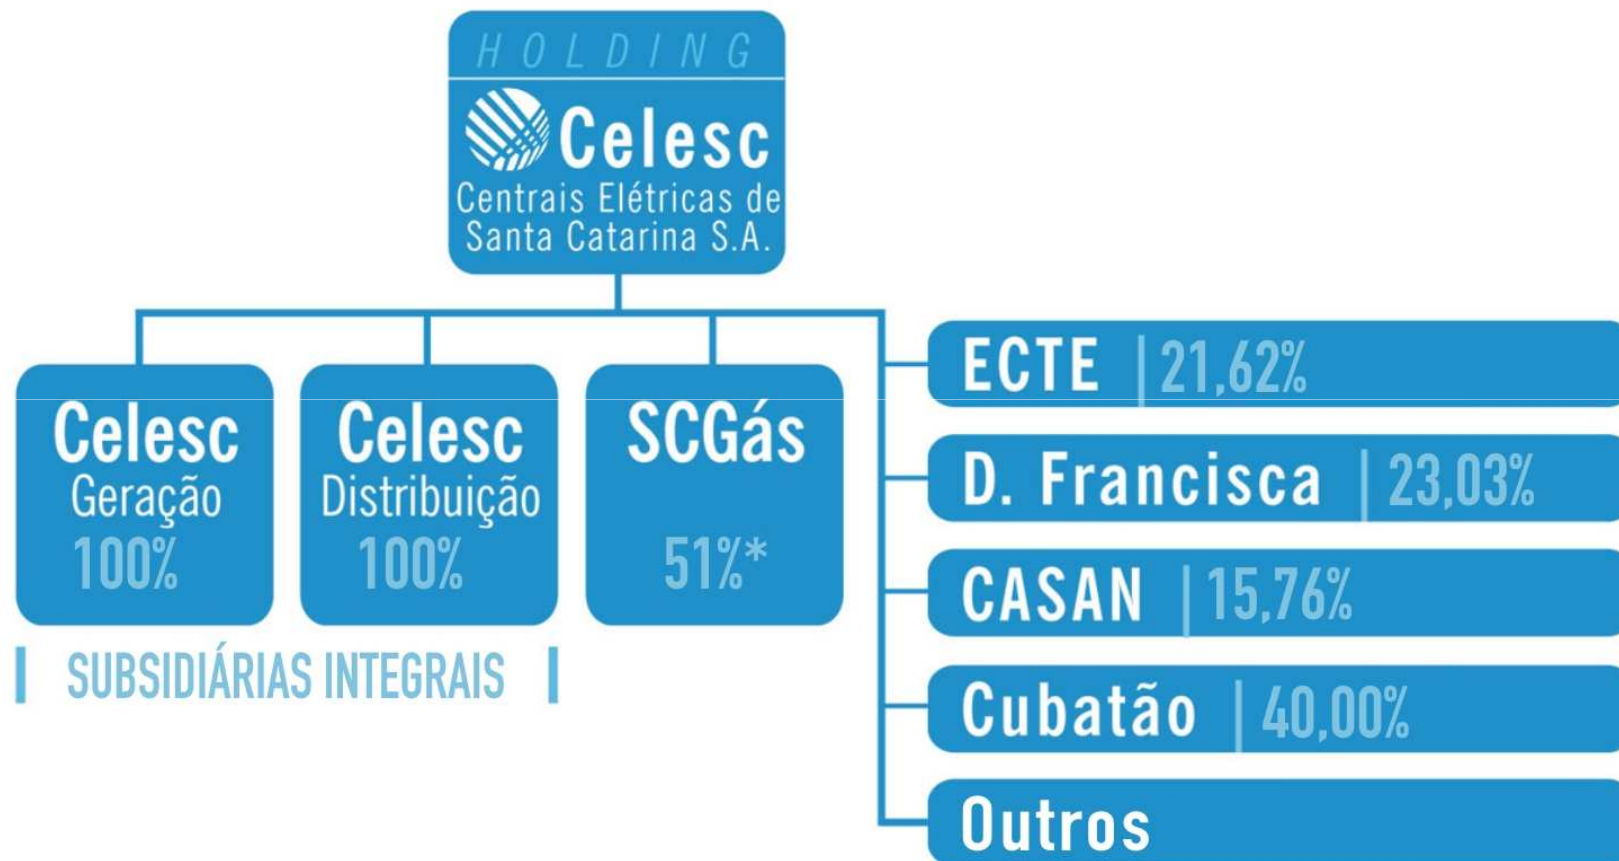 HOLDING
Celesc
Centrais Elétricas de
Santa Catarina S.A.
Celesc
Geração
100%
Celesc
Distribuição
100%
SCGás
51%*
SUBSIDIÁRIAS INTEGRAIS
ECTE | 21,62%
D. Francisca | 23,03%
CASAN | 15,76%
Cubatão | 40,00%
Outros